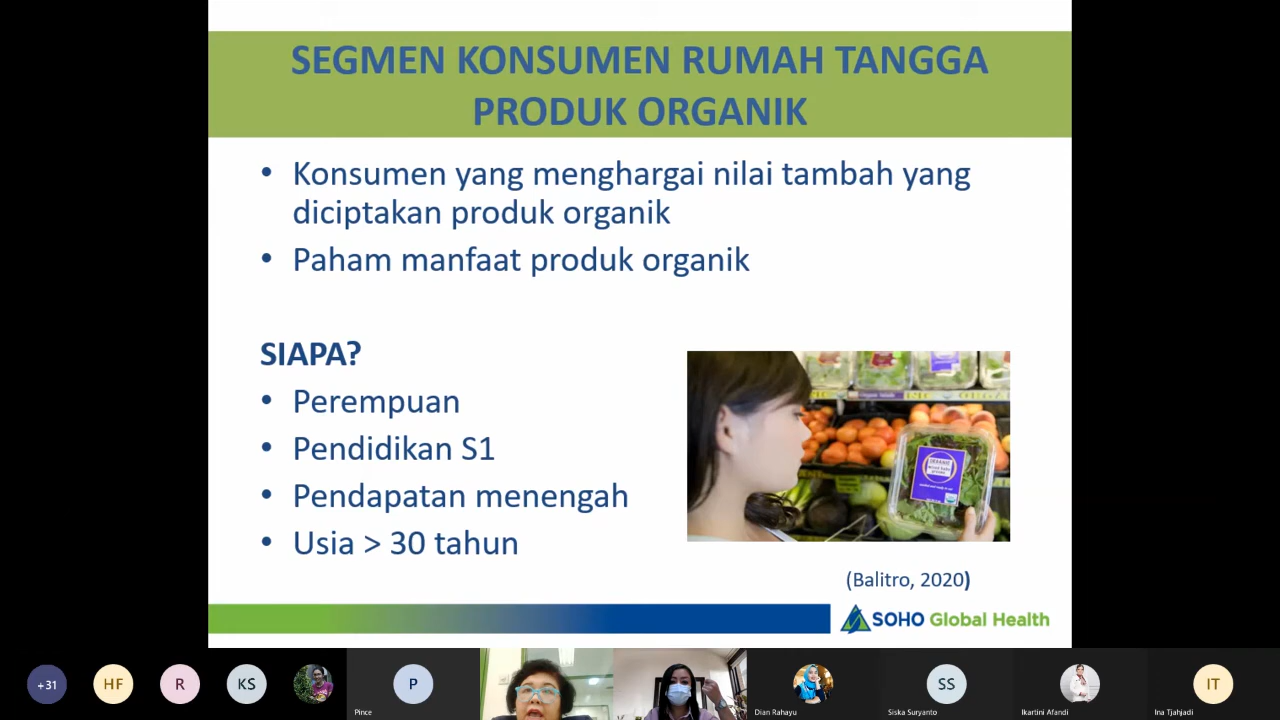 SEGMEN KONSUMEN RUMAH TANGGA
PRODUK ORGANIK
• Konsumen yang menghargai nilai tambah yang
diciptakan produk organik
• Paham manfaat produk organik
SIAPA?
• Perempuan
• Pendidikan S1
• Pendapatan menengah
• Usia > 30 tahun
ORGANIC
(Balitro, 2020)
SOHO Global Health
+31
HF
R
KS
P
Pince
Dian Rahayu
SS
Siska Suryanto
Ikartini Afandi
IT
Ina Tjahjadi